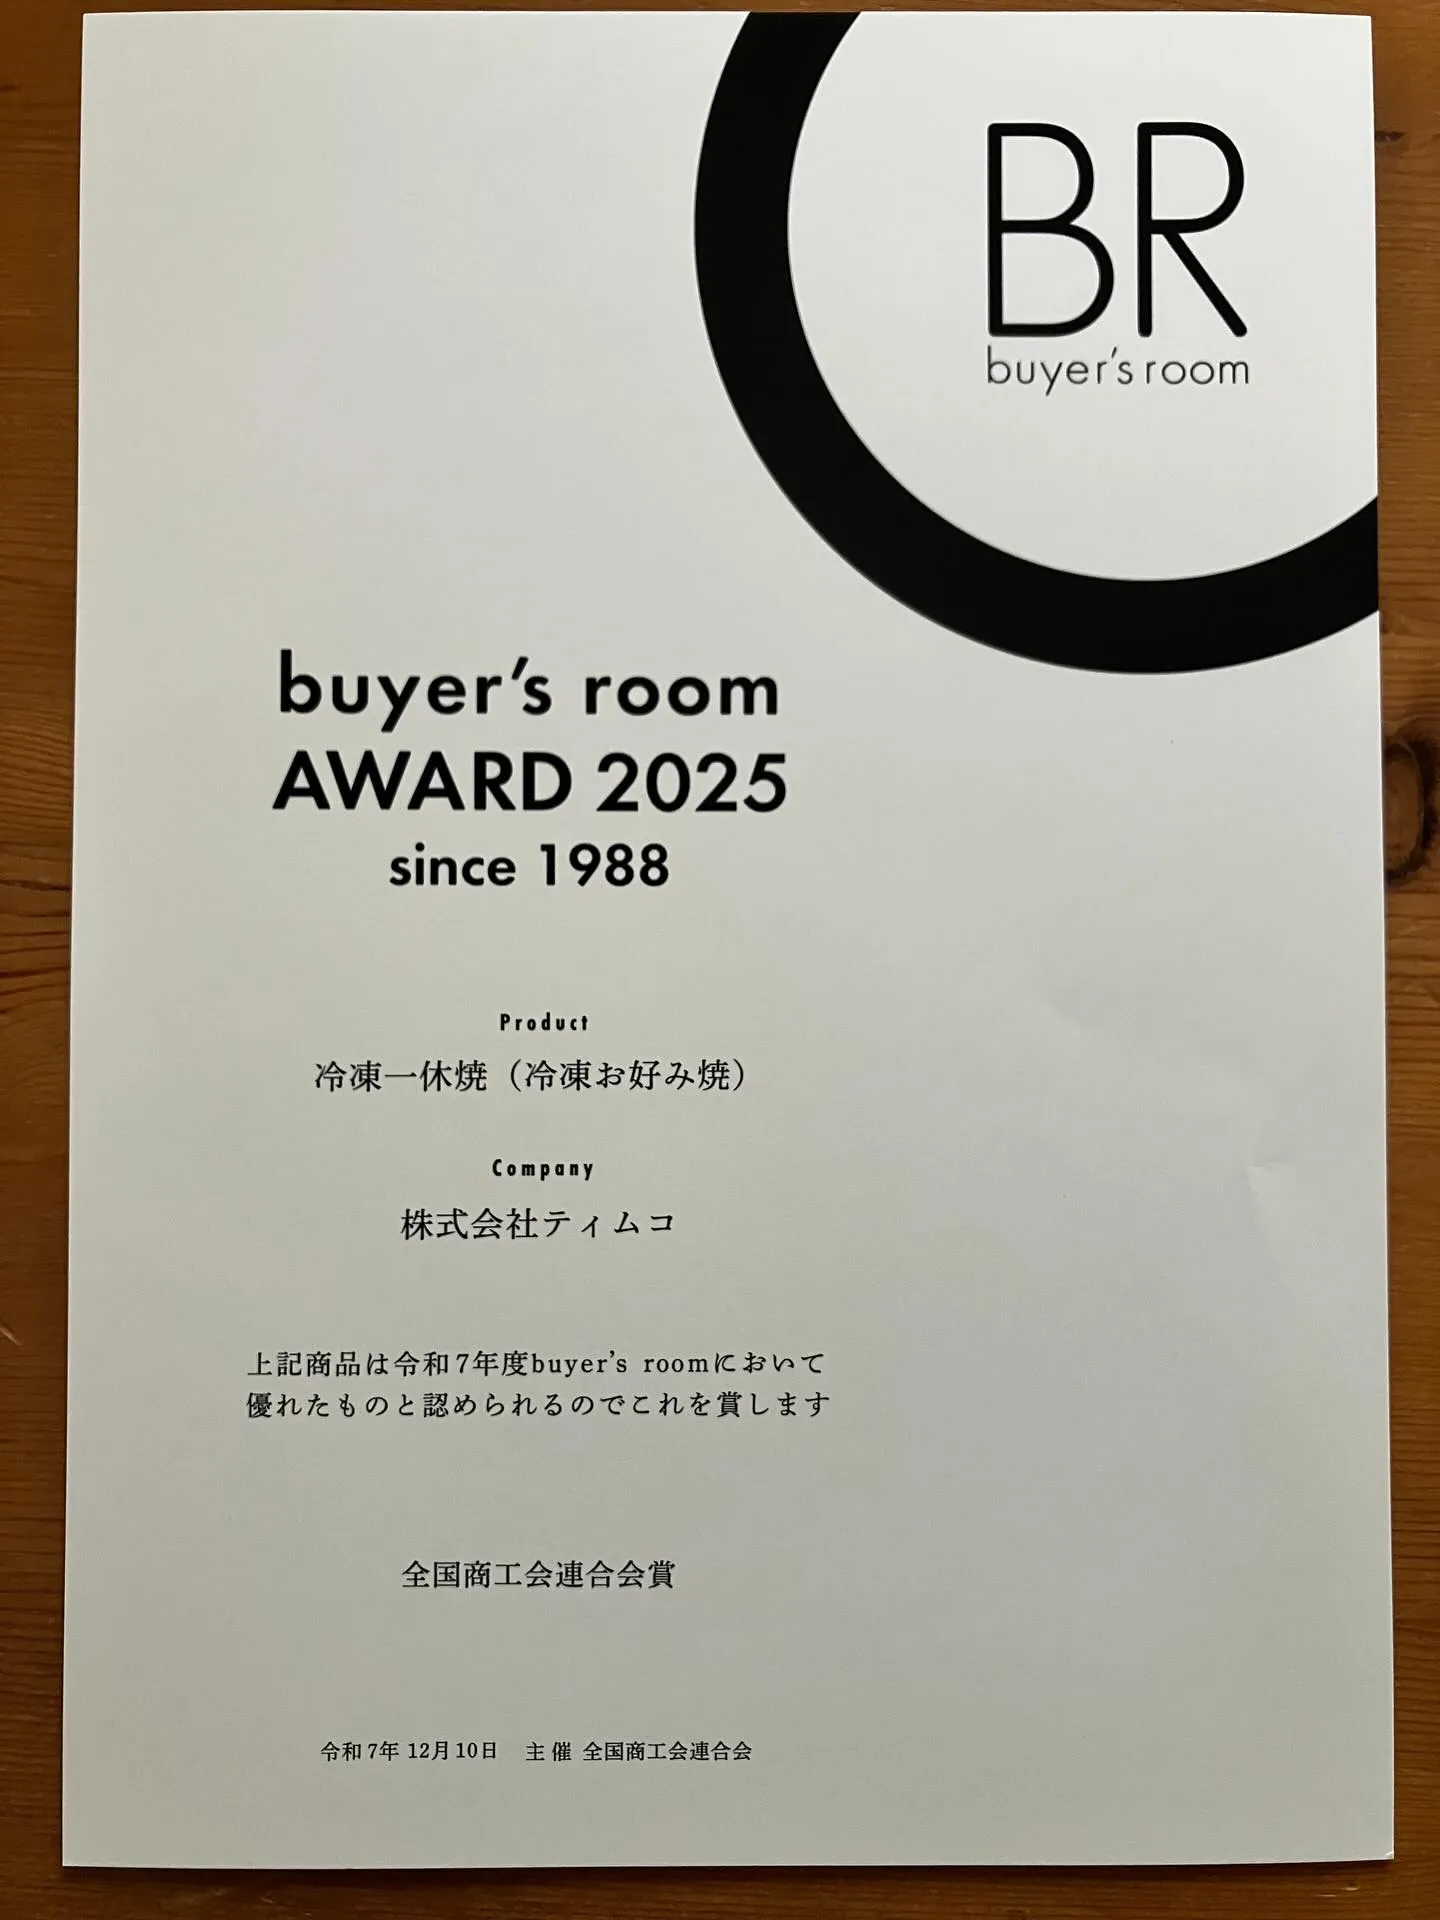 BR
buyer's room
buyer's room
AWARD 2025
since 1988
Product
冷凍一休焼（冷凍お好み焼）
Company
株式会社ティムコ
上記商品は令和7年度buyer's roomにおいて
優れたものと認められるのでこれを賞します
全国商工会連合会賞
令和7年 12月10日 主催 全国商工会連合会